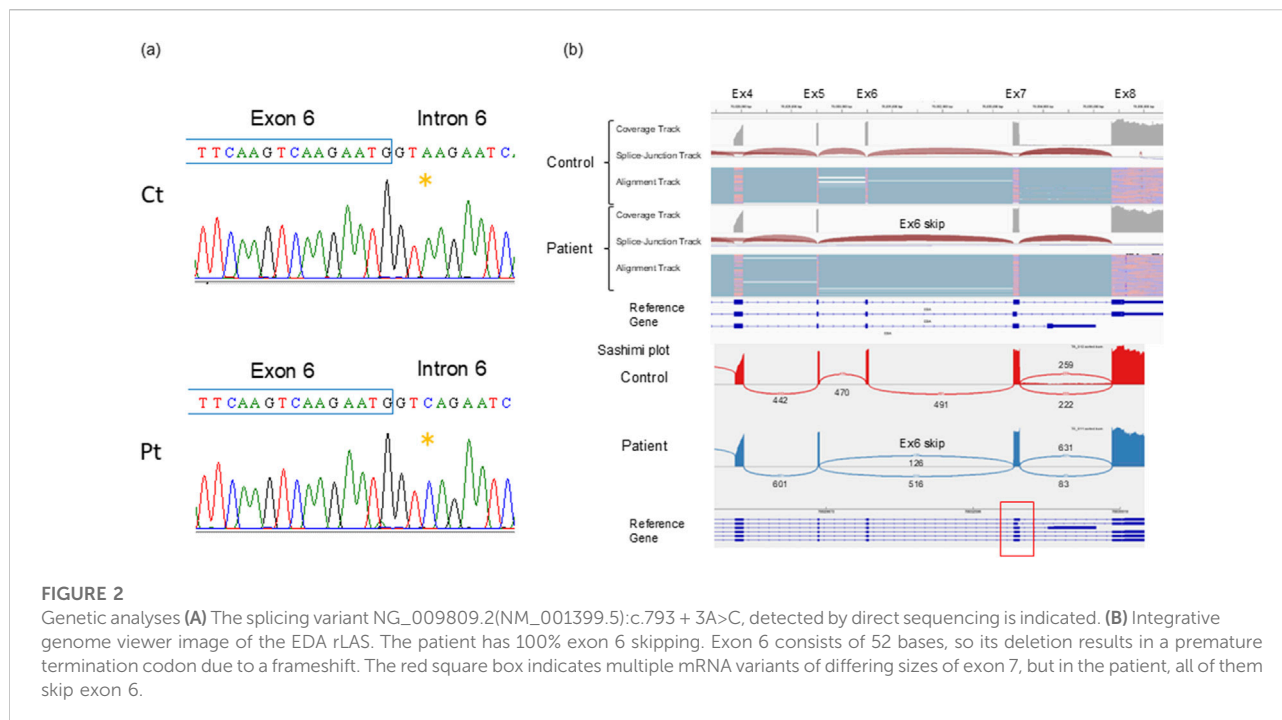 (a)
Exon 6 Intron 6
TTCAAGTCAAGAATGGTAAGAATCA
*
Ct
Exon 6 Intron 6
TTCAAGTCAAGAATGGTCAGAATC
*
Pt
(b)
Ex4 Ex5 Ex6 Ex7 Ex8
Control
Coverage Track
Splice-Junction Track
Alignment Track
Patient
Coverage Track
Ex6 skip
Splice-Junction Track
Alignment Track
Reference
Gene
Sashimi plot
Control
442
470
491
259
222
Patient
Ex6 skip
601
126
516
631
83
Reference
Gene
FIGURE 2
Genetic analyses (A) The splicing variant NG_009809.2(NM_001399.5):c.793 + 3A>C, detected by direct sequencing is indicated. (B) Integrative
genome viewer image of the EDA rLAS. The patient has 100% exon 6 skipping. Exon 6 consists of 52 bases, so its deletion results in a premature
termination codon due to a frameshift. The red square box indicates multiple mRNA variants of differing sizes of exon 7, but in the patient, all of them
skip exon 6.